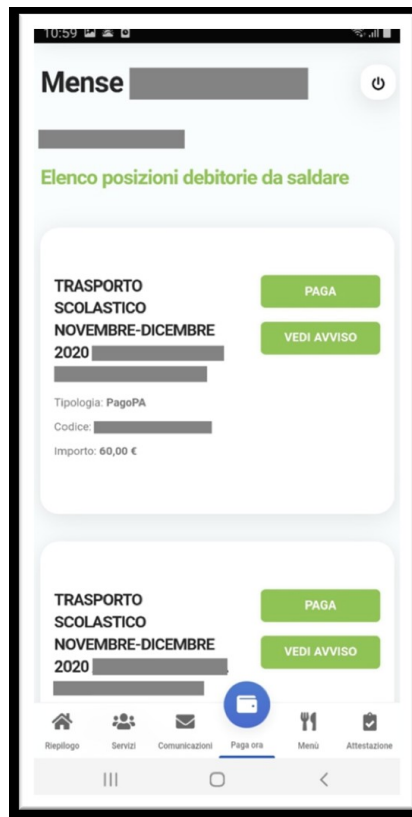 10:59
Mense
Elenco posizioni debitorie da saldare
TRASPORTO
SCOLASTICO
NOVEMBRE-DICEMBRE
2020
PAGA
VEDI AVVISO
Tipologia: PagoPA
Codice:
Importo: 60,00 €
TRASPORTO
SCOLASTICO
NOVEMBRE-DICEMBRE
2020
PAGA
VEDI AVVISO
Riepilogo Servizi Comunicazioni Paga ora Menù Attestazione